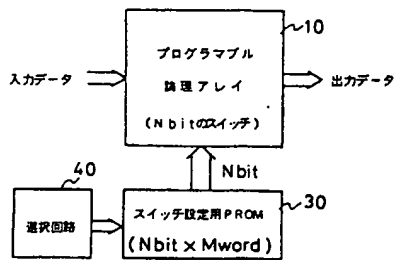 10
プログラマブル
論理アレイ
(Nbitのスイッチ)
入力データ
出力データ
Nbit
40
選択回路
30
スイッチ設定用PROM
(Nbit×Mword)